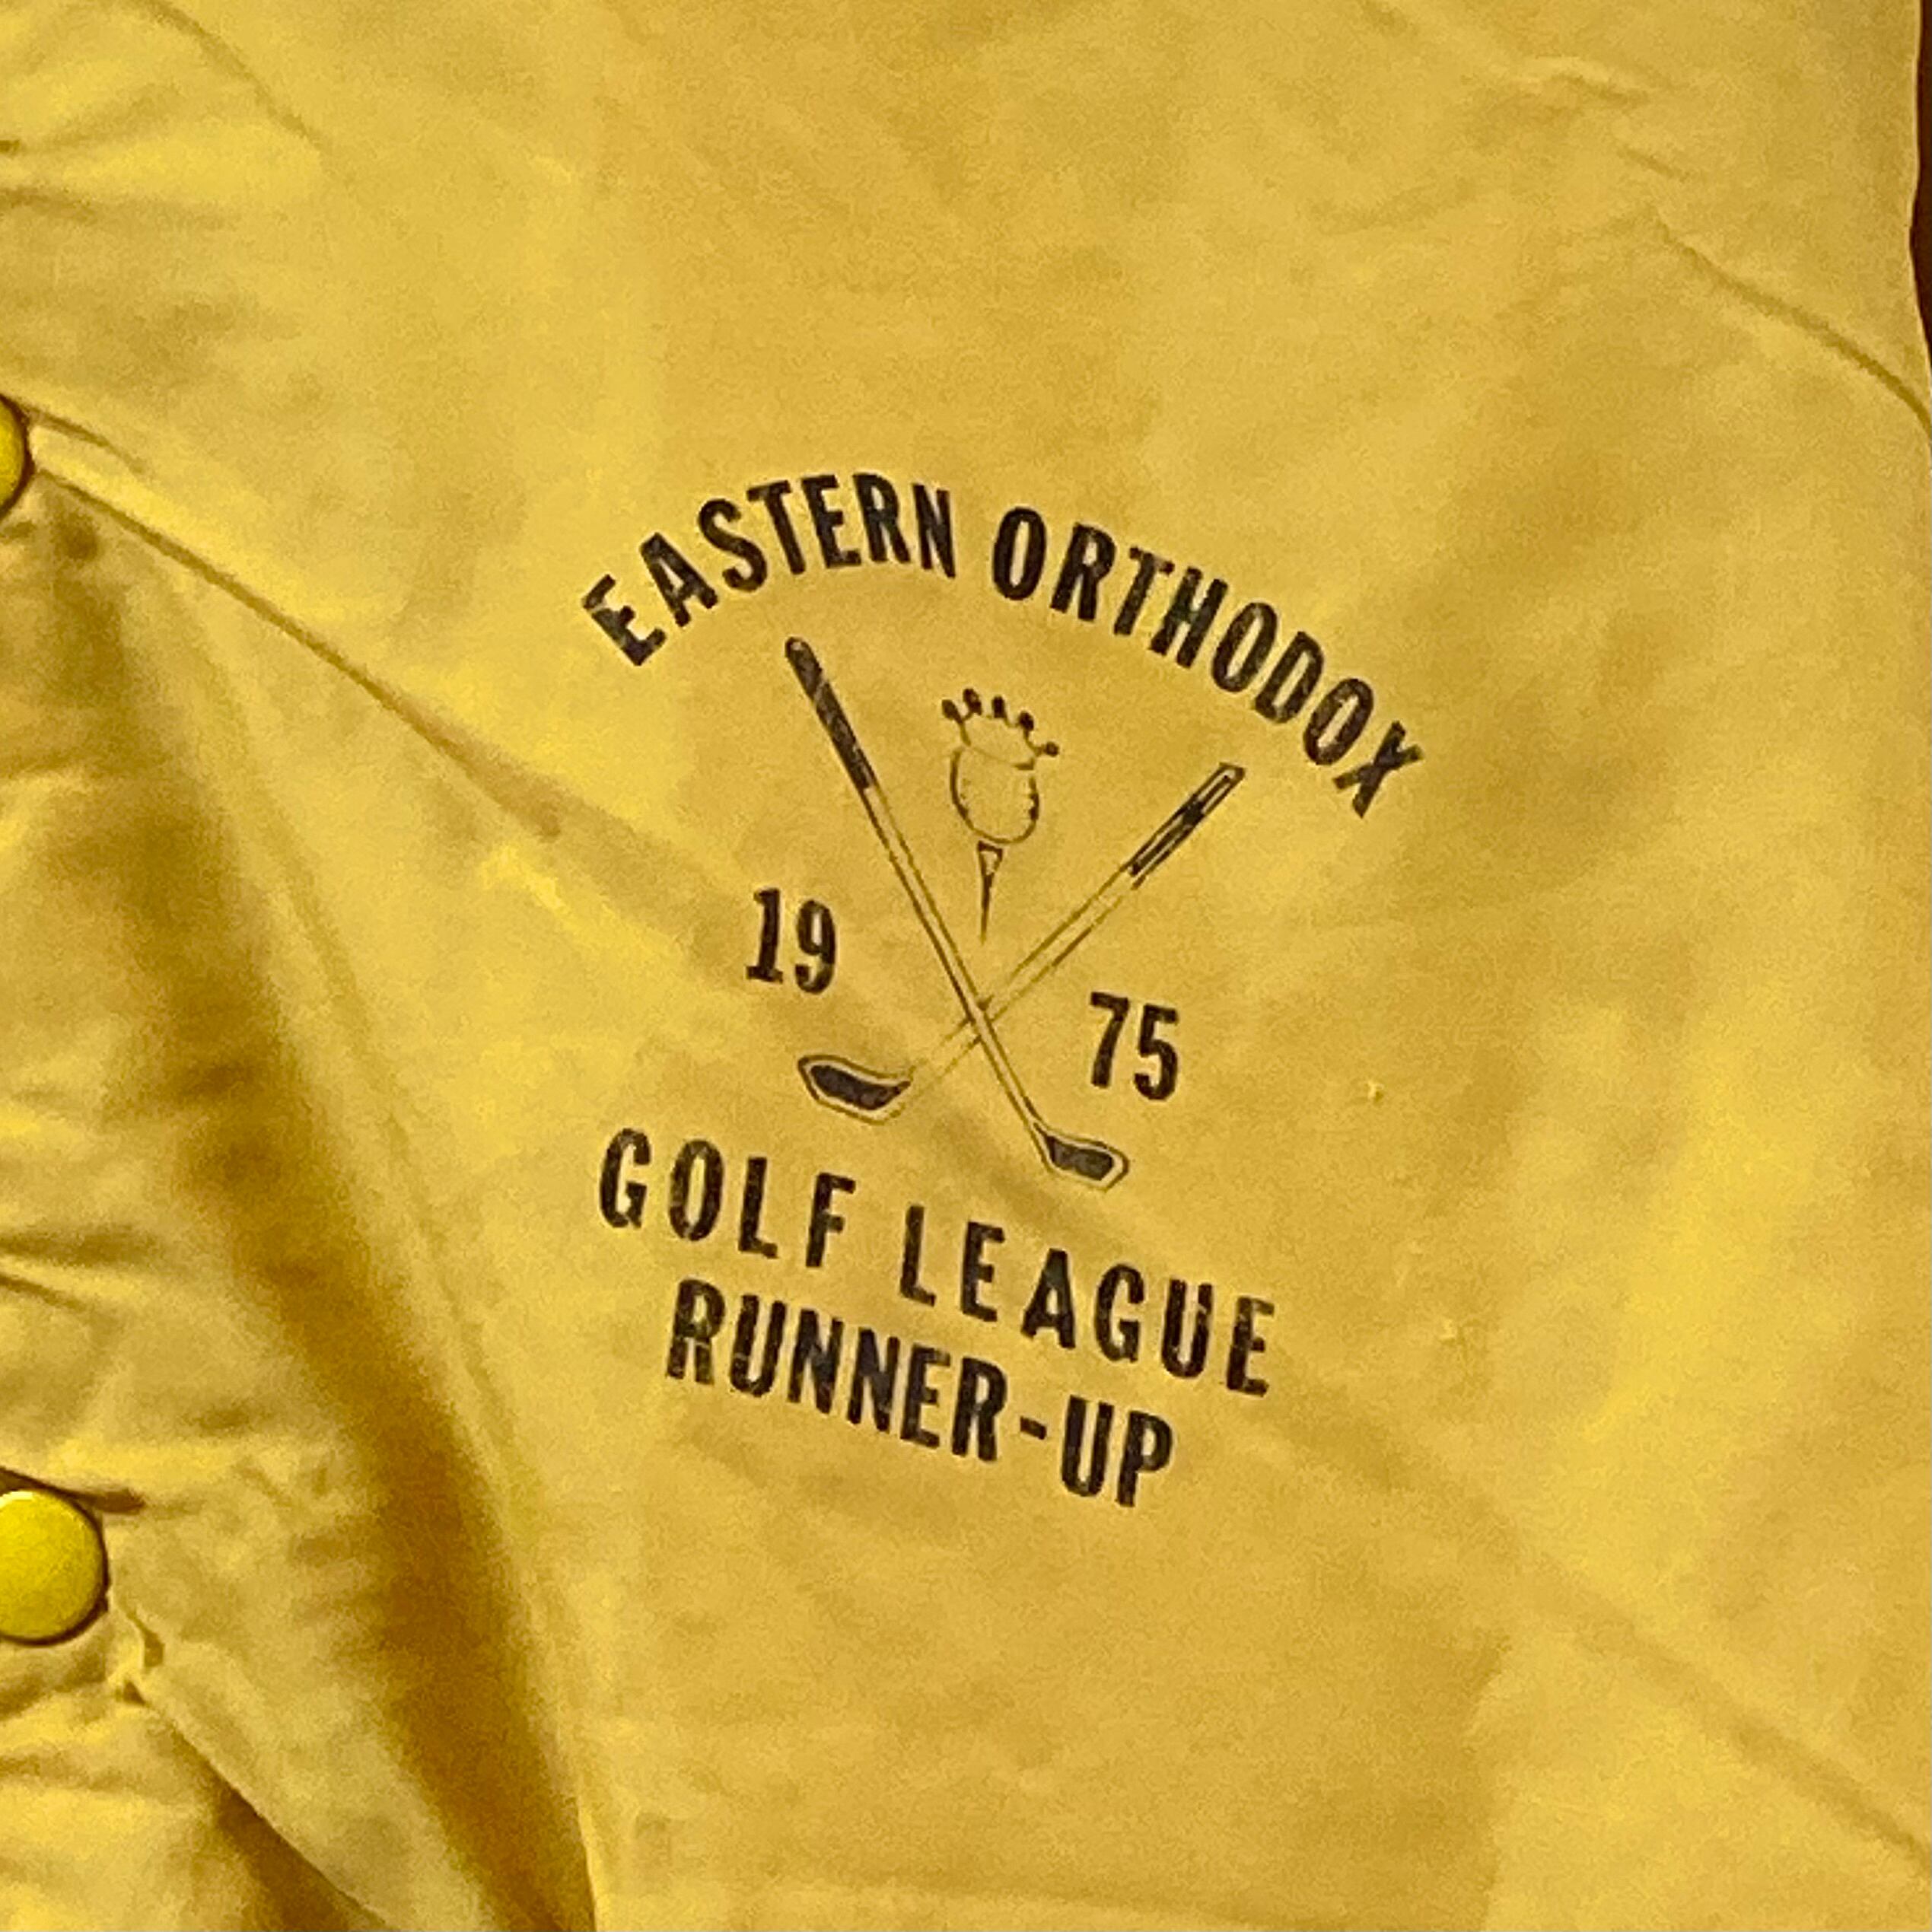 EASTERN ORTHODOX
19 75
GOLF LEAGUE
RUNNER-UP